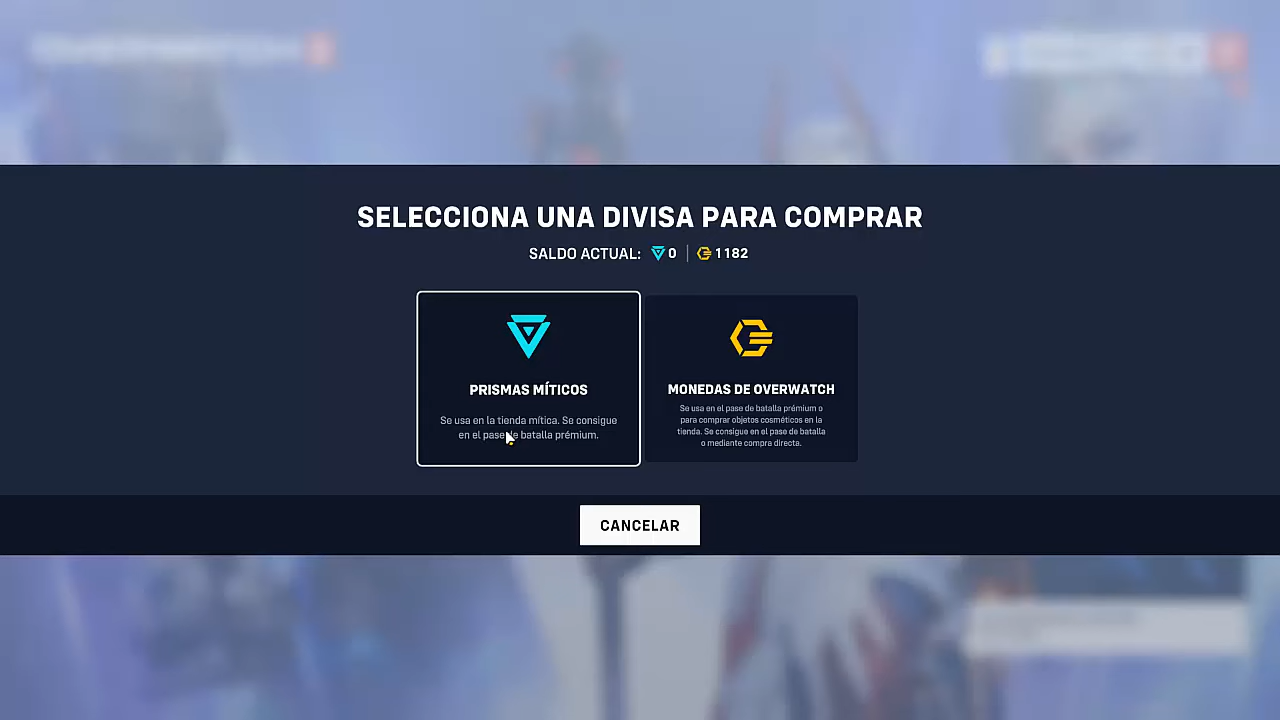 SELECCIONA UNA DIVISA PARA COMPRAR
SALDO ACTUAL: 0 | 1182
PRISMAS MÍTICOS
Se usa en la tienda mítica. Se consigue
en el pase de batalla prémium.
MONEDAS DE OVERWATCH
Se usa en el pase de batalla prémium o
para comprar objetos cosméticos en la
tienda. Se consigue en el pase de batalla
o mediante compra directa.
CANCELAR